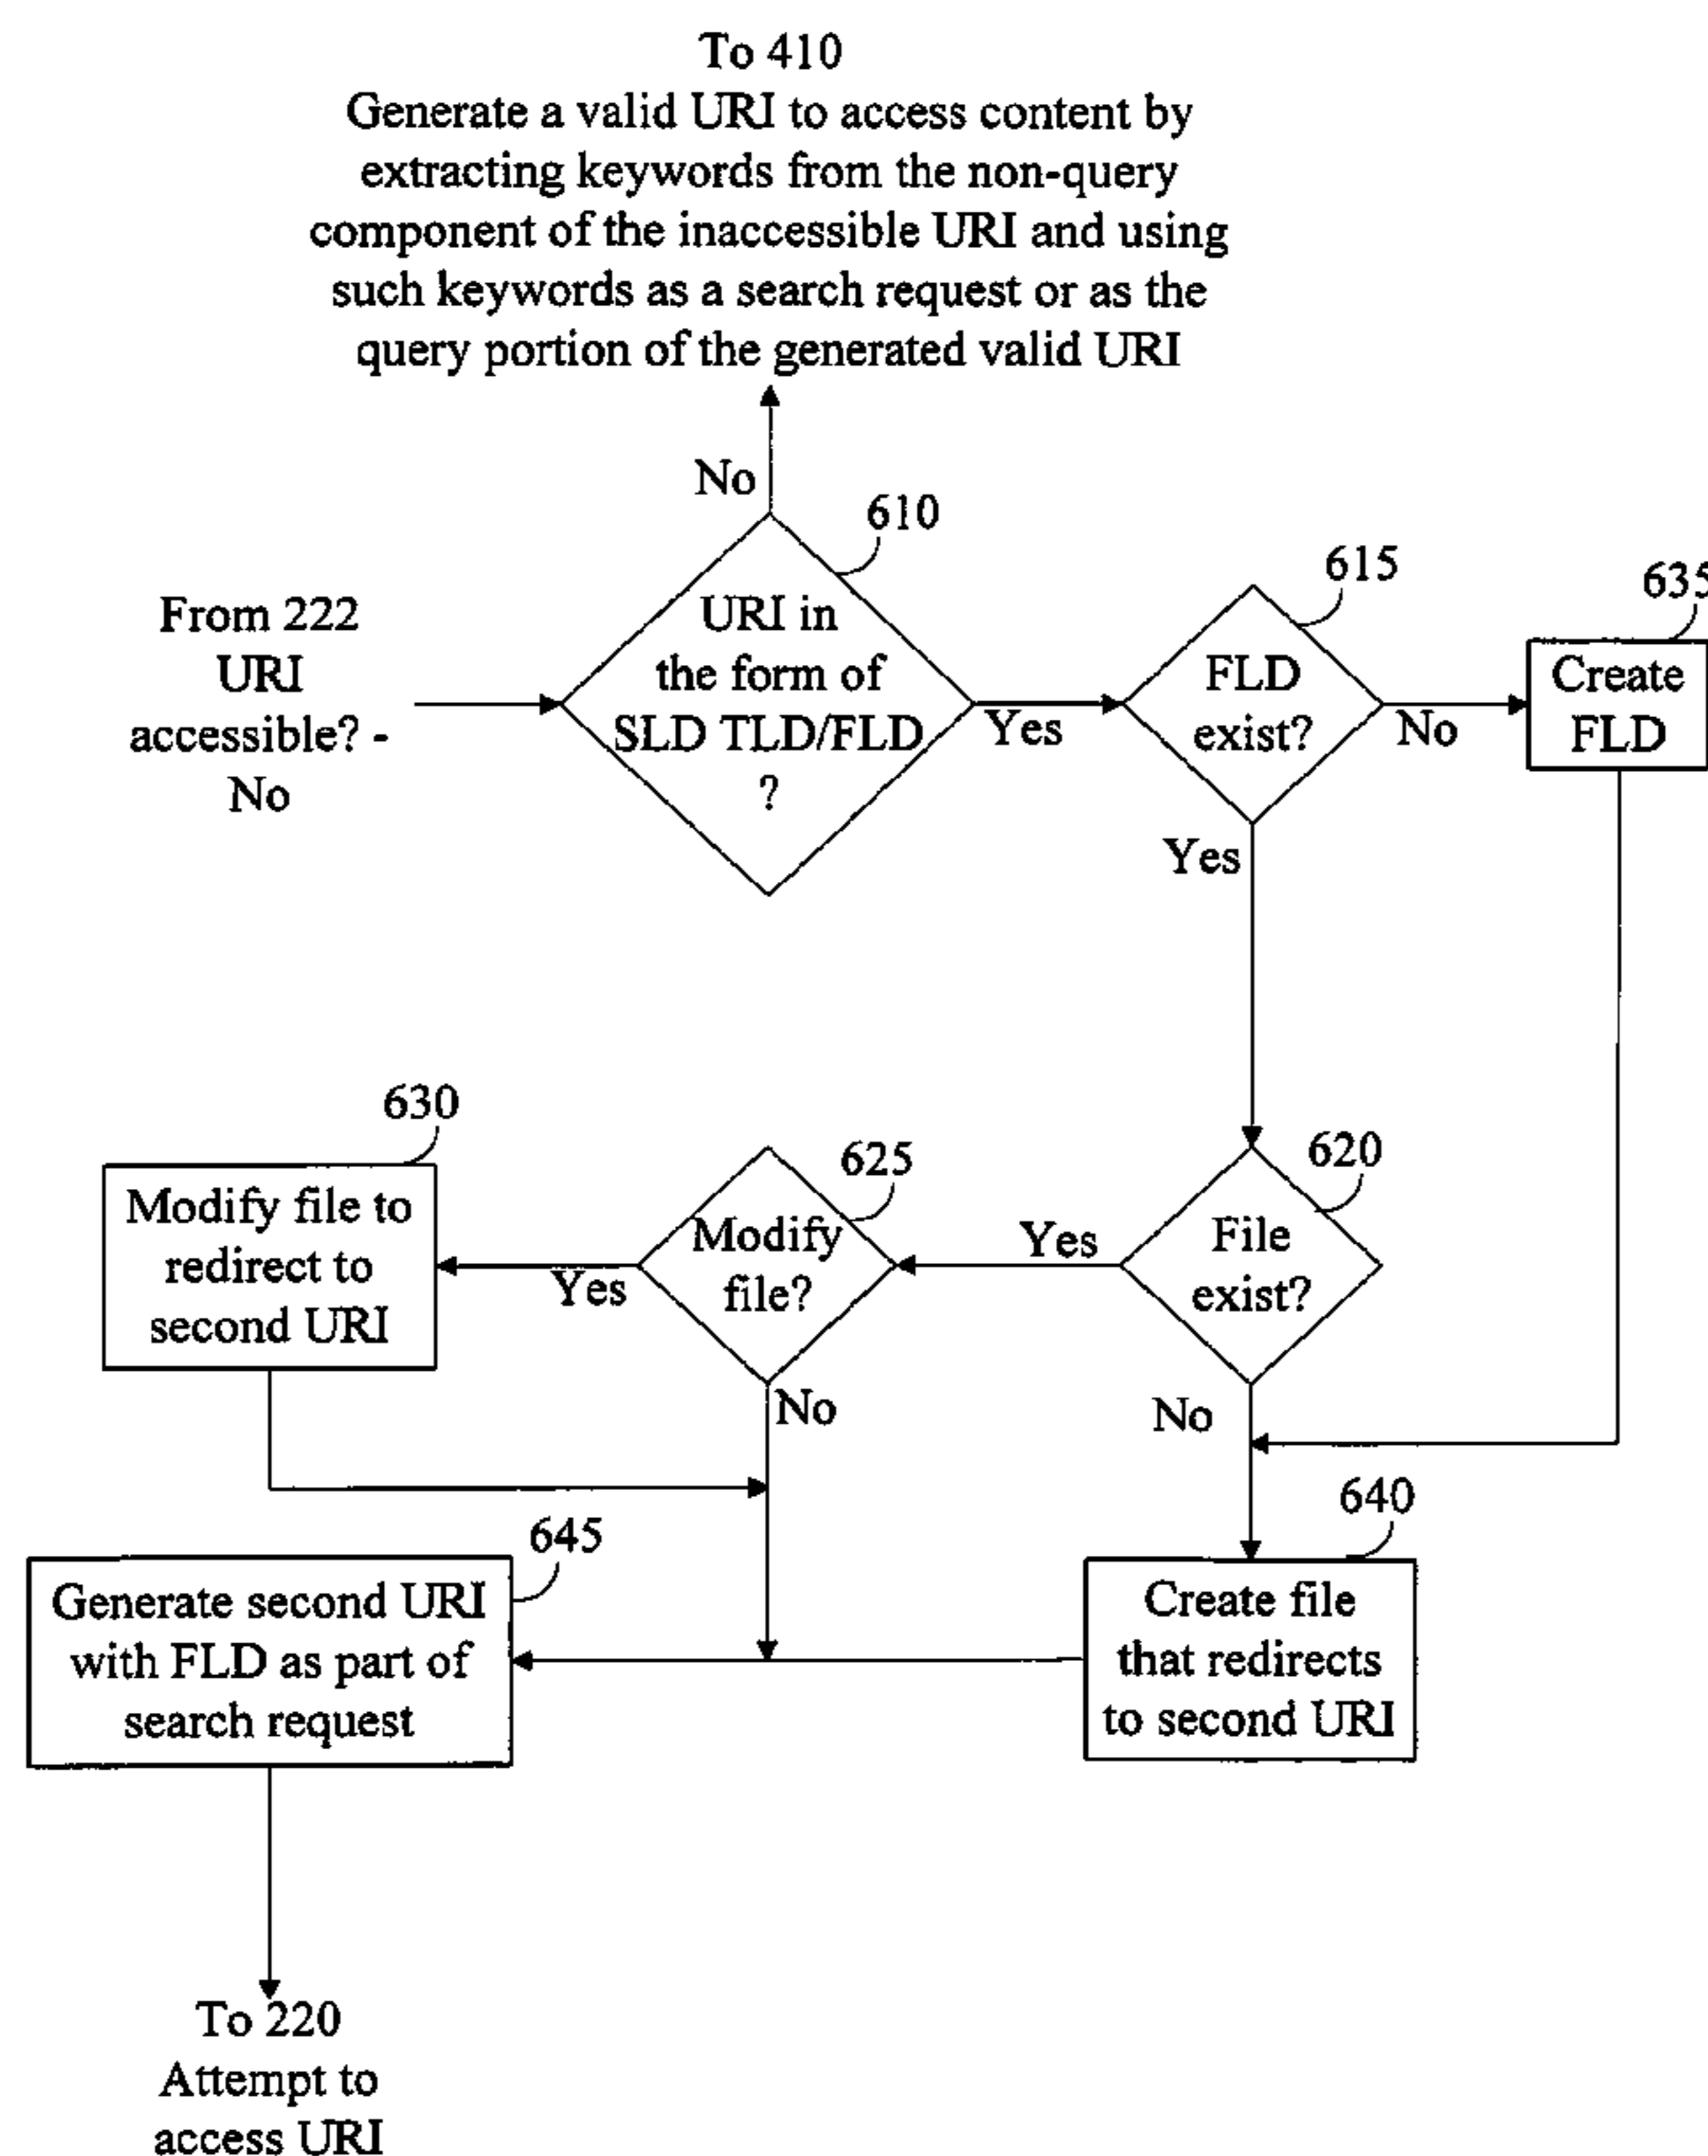 To 410
Generate a valid URI to access content by
extracting keywords from the non-query
component of the inaccessible URI and using
such keywords as a search request or as the
query portion of the generated valid URI
No
610
615
635
From 222
URI
accessible? -
No
URI in
the form of
SLD TLD/FLD
?
Yes
FLD
exist?
No
Create
FLD
Yes
630
625
620
Modify file to
redirect to
second URI
Yes
Modify
file?
Yes
File
exist?
No
No
645
640
Generate second URI
with FLD as part of
search request
Create file
that redirects
to second URI
To 220
Attempt to
access URI